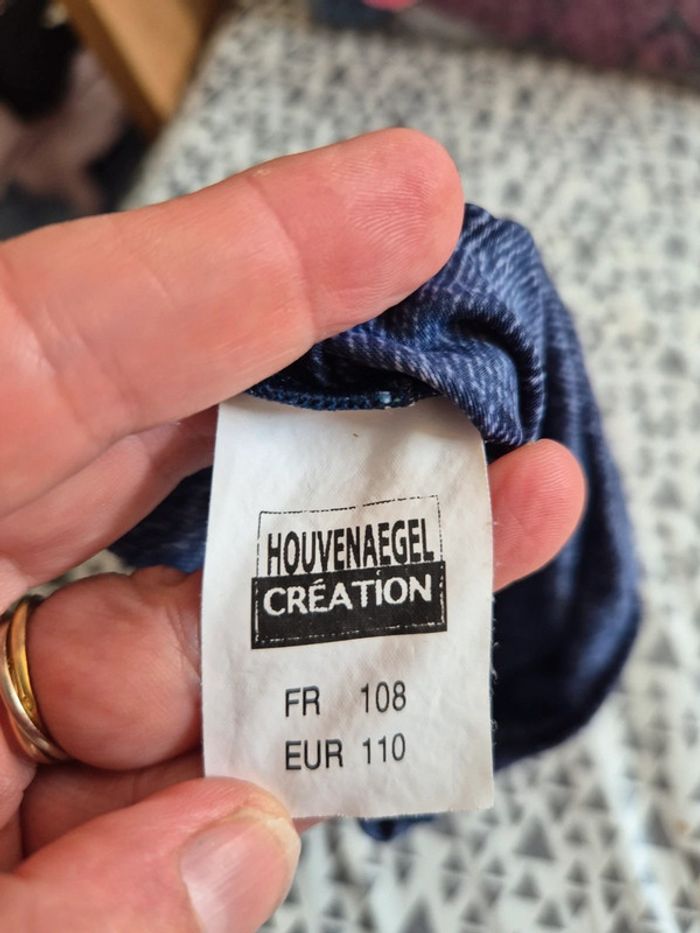 HOUVENAEGEL
CRÉATION
FR 108
EUR 110